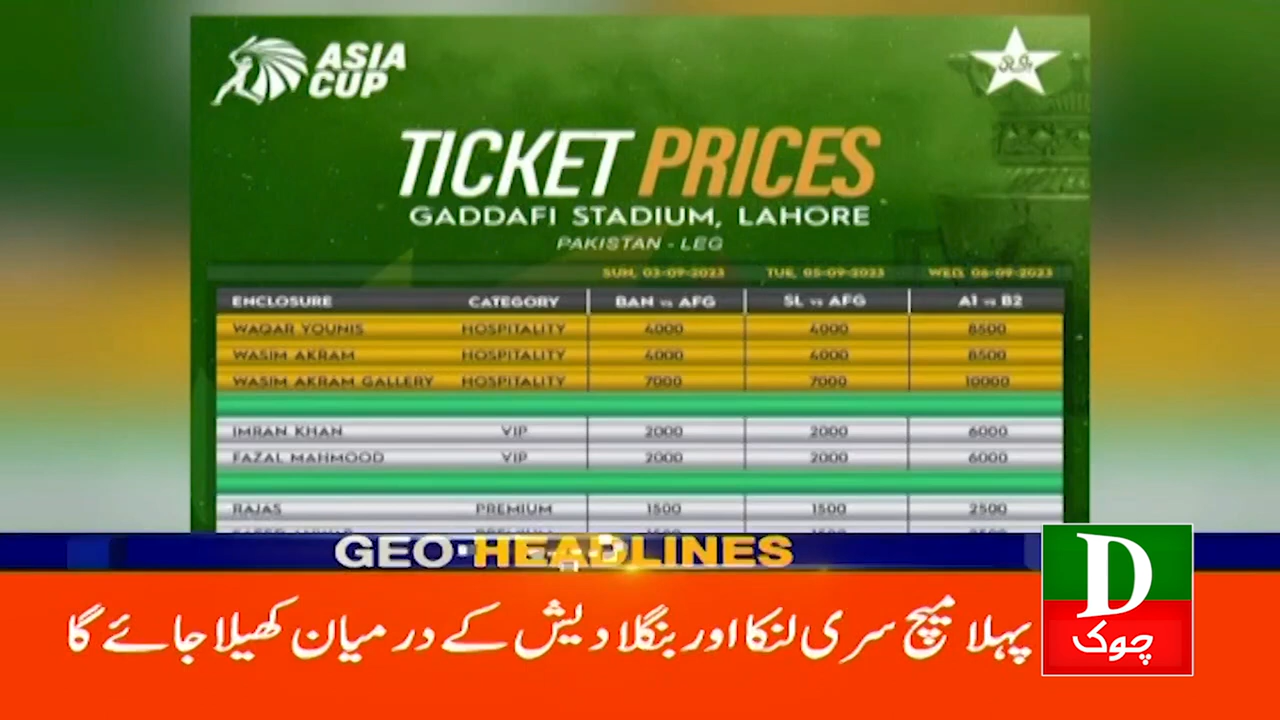 ASIA
CUP
TICKET PRICES
GADDAFI STADIUM, LAHORE
PAKISTAN - LEG
SUN, 03-09-2023 TUE, 05-09-2023 WED, 06-09-2023
ENCLOSURE CATEGORY BAN vs AFG SL vs AFG A1 vs B2
WAQAR YOUNIS HOSPITALITY 4000 4000 8500
WASIM AKRAM HOSPITALITY 4000 4000 8500
WASIM AKRAM GALLERY HOSPITALITY 7000 7000 10000
IMRAN KHAN VIP 2000 2000 6000
FAZAL MAHMOOD VIP 2000 2000 6000
RAJAS PREMIUM 1500 1500 2500
GEO HEADLINES
پہلا میچ سری لنکا اور بنگلا دیش کے درمیان کھیلا جائے گا
D
چوک